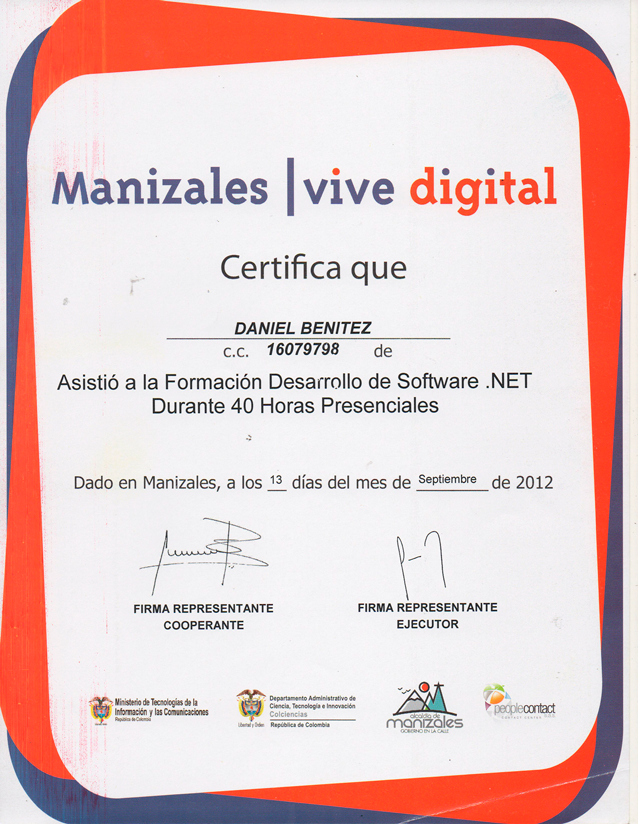 Manizales | vive digital
Certifica que
DANIEL BENITEZ
c.c. 16079798 de
Asistió a la Formación Desarrollo de Software .NET
Durante 40 Horas Presenciales
Dado en Manizales, a los 13 días del mes de Septiembre de 2012
FIRMA REPRESENTANTE
COOPERANTE
FIRMA REPRESENTANTE
EJECUTOR
Ministerio de Tecnologías de la
Información y las Comunicaciones
República de Colombia
Libertad y Orden
Departamento Administrativo de
Ciencia, Tecnología e Innovación
Colciencias
República de Colombia
alcaldía de
manizales
GOBIERNO EN LA CALLE
peoplecontact
CONTACT CENTER